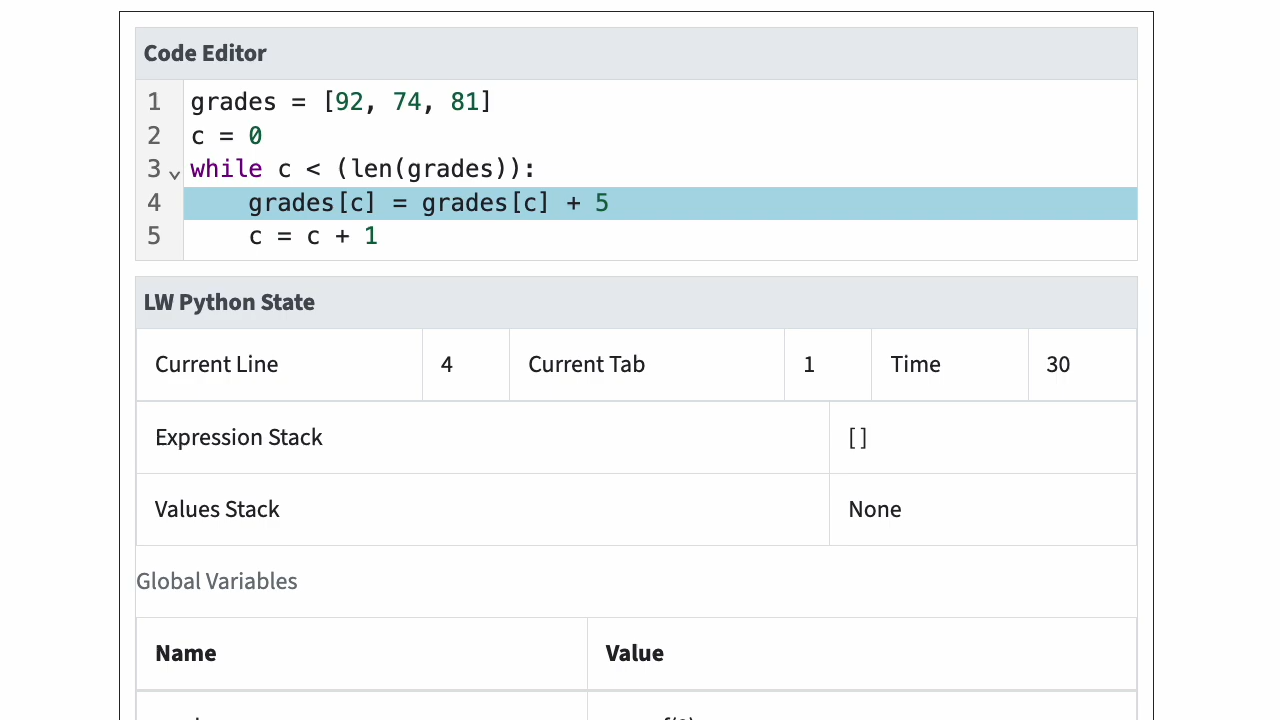 Code Editor
1 grades = [92, 74, 81]
2 c = 0
3 while c < (len(grades)):
4     grades[c] = grades[c] + 5
5     c = c + 1
LW Python State
Current Line 4 Current Tab 1 Time 30
Expression Stack []
Values Stack None
Global Variables
Name Value